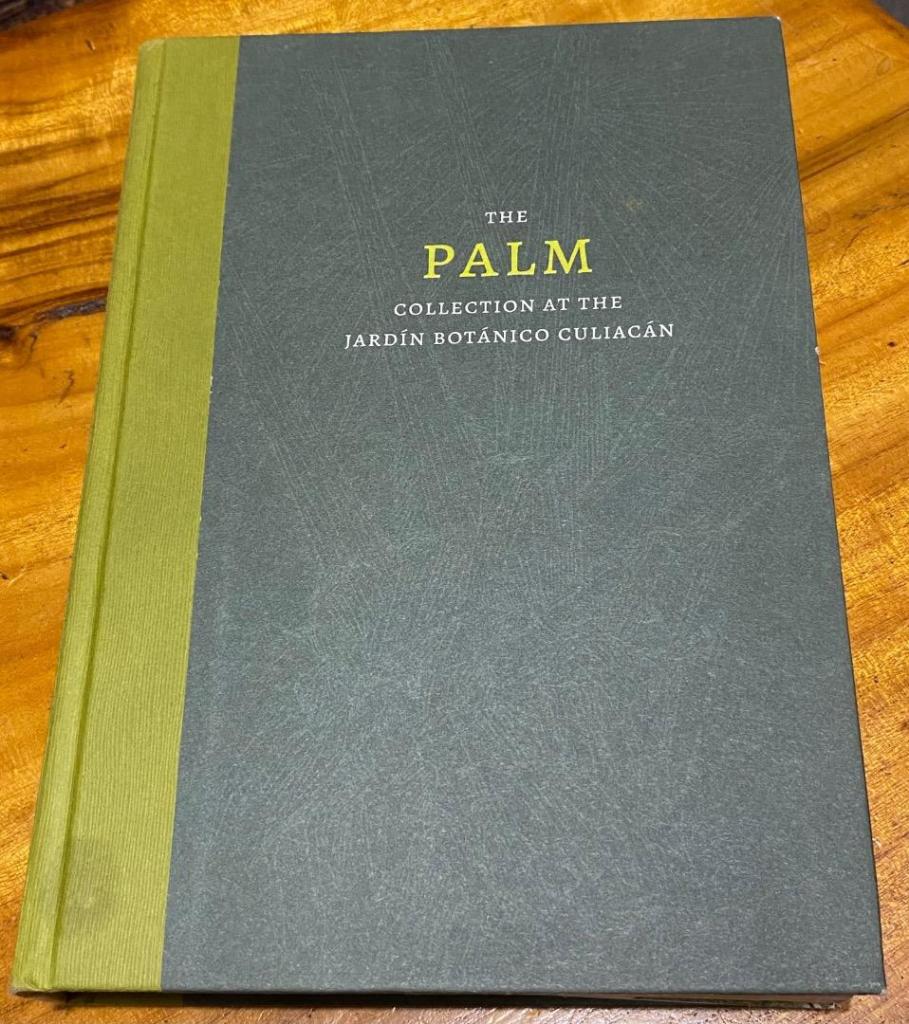 THE
PALM
COLLECTION AT THE
JARDÍN BOTÁNICO CULIACÁN